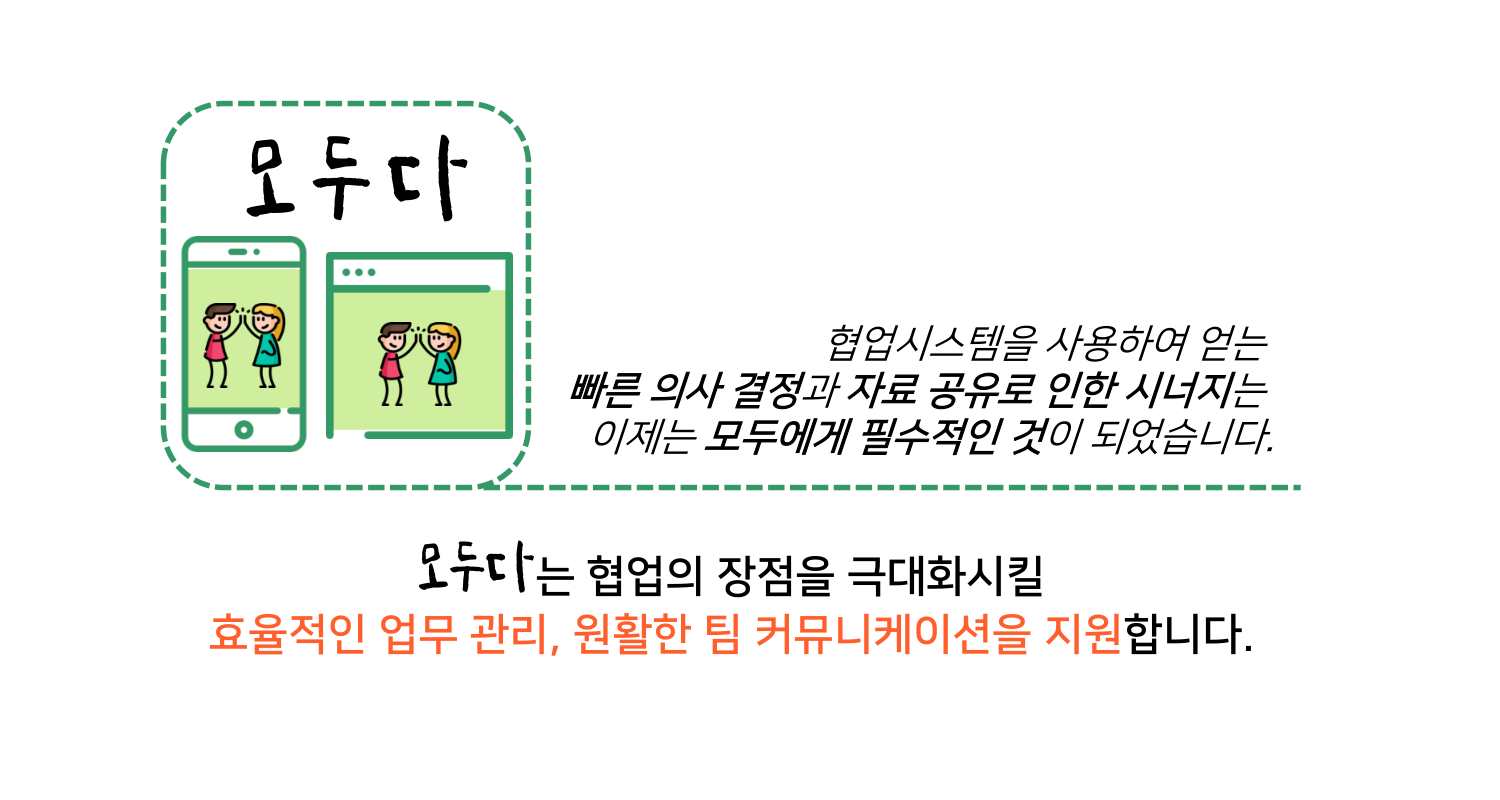 모두다
협업시스템을 사용하여 얻는
빠른 의사 결정과 자료 공유로 인한 시너지는
이제는 모두에게 필수적인 것이 되었습니다.
모두다는 협업의 장점을 극대화시킬
효율적인 업무 관리, 원활한 팀 커뮤니케이션을 지원합니다.